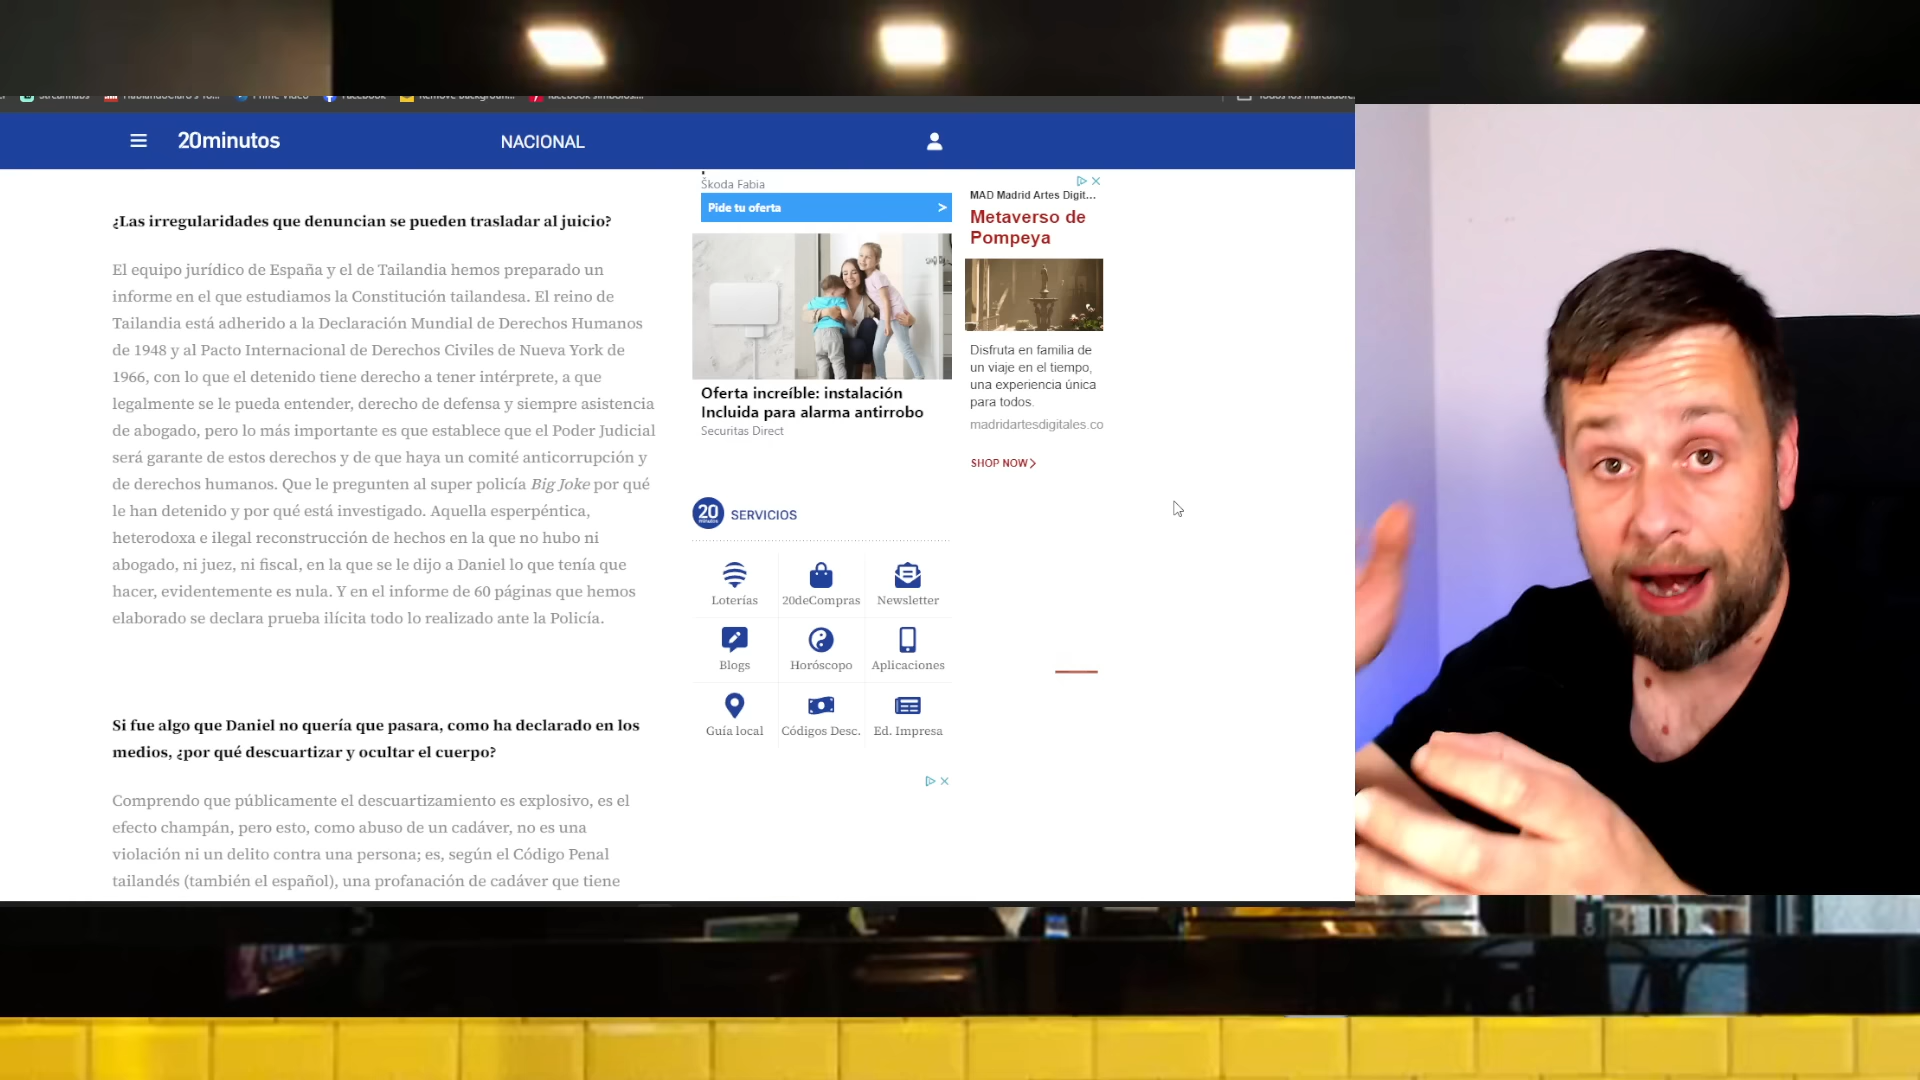 Streamlabs
Prime Video
Facebook
Remove Backgroun...
facebook simbolos:...
Todos los marcadores
20minutos
NACIONAL
¿Las irregularidades que denuncian se pueden trasladar al juicio?
El equipo jurídico de España y el de Tailandia hemos preparado un
informe en el que estudiamos la Constitución tailandesa. El reino de
Tailandia está adherido a la Declaración Mundial de Derechos Humanos
de 1948 y al Pacto Internacional de Derechos Civiles de Nueva York de
1966, con lo que el detenido tiene derecho a tener intérprete, a que
legalmente se le pueda entender, derecho de defensa y siempre asistencia
de abogado, pero lo más importante es que establece que el Poder Judicial
será garante de estos derechos y de que haya un comité anticorrupción y
de derechos humanos. Que le pregunten al super policía Big Joke por qué
le han detenido y por qué está investigado. Aquella esperpéntica,
heterodoxa e ilegal reconstrucción de hechos en la que no hubo ni
abogado, ni juez, ni fiscal, en la que se le dijo a Daniel lo que tenía que
hacer, evidentemente es nula. Y en el informe de 60 páginas que hemos
elaborado se declara prueba ilícita todo lo realizado ante la Policía.
Si fue algo que Daniel no quería que pasara, como ha declarado en los
medios, ¿por qué descuartizar y ocultar el cuerpo?
Comprendo que públicamente el descuartizamiento es explosivo, es el
efecto champán, pero esto, como abuso de un cadáver, no es una
violación ni un delito contra una persona; es, según el Código Penal
tailandés (también el español), una profanación de cadáver que tiene
Škoda Fabia
Pide tu oferta >
Oferta increíble: instalación
Incluida para alarma antirrobo
Securitas Direct
20 minutos SERVICIOS
Loterías 20deCompras Newsletter
Blogs Horóscopo Aplicaciones
Guía local Códigos Desc. Ed. Impresa
MAD Madrid Artes Digit...
Metaverso de
Pompeya
Disfruta en familia de
un viaje en el tiempo,
una experiencia única
para todos.
madridartesdigitales.co
SHOP NOW >